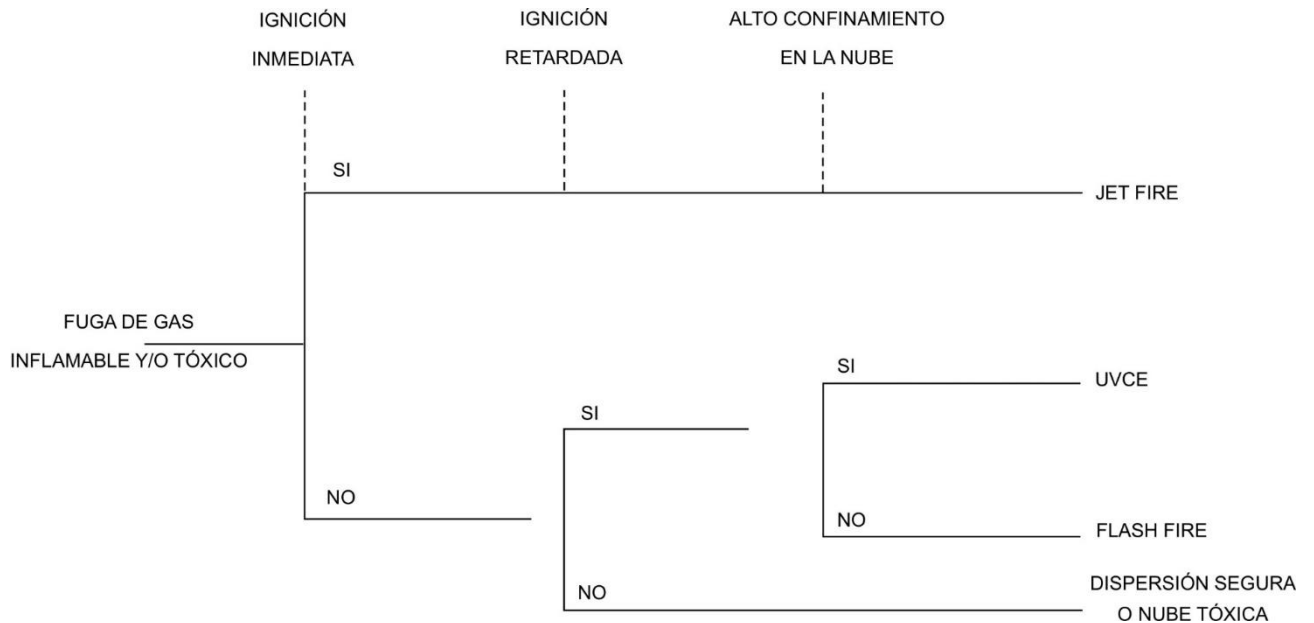 IGNICIÓN
INMEDIATA
IGNICIÓN
RETARDADA
ALTO CONFINAMIENTO
EN LA NUBE
SI
JET FIRE
FUGA DE GAS
INFLAMABLE Y/O TÓXICO
SI
UVCE
SI
NO
NO
FLASH FIRE
NO
DISPERSIÓN SEGURA
O NUBE TÓXICA